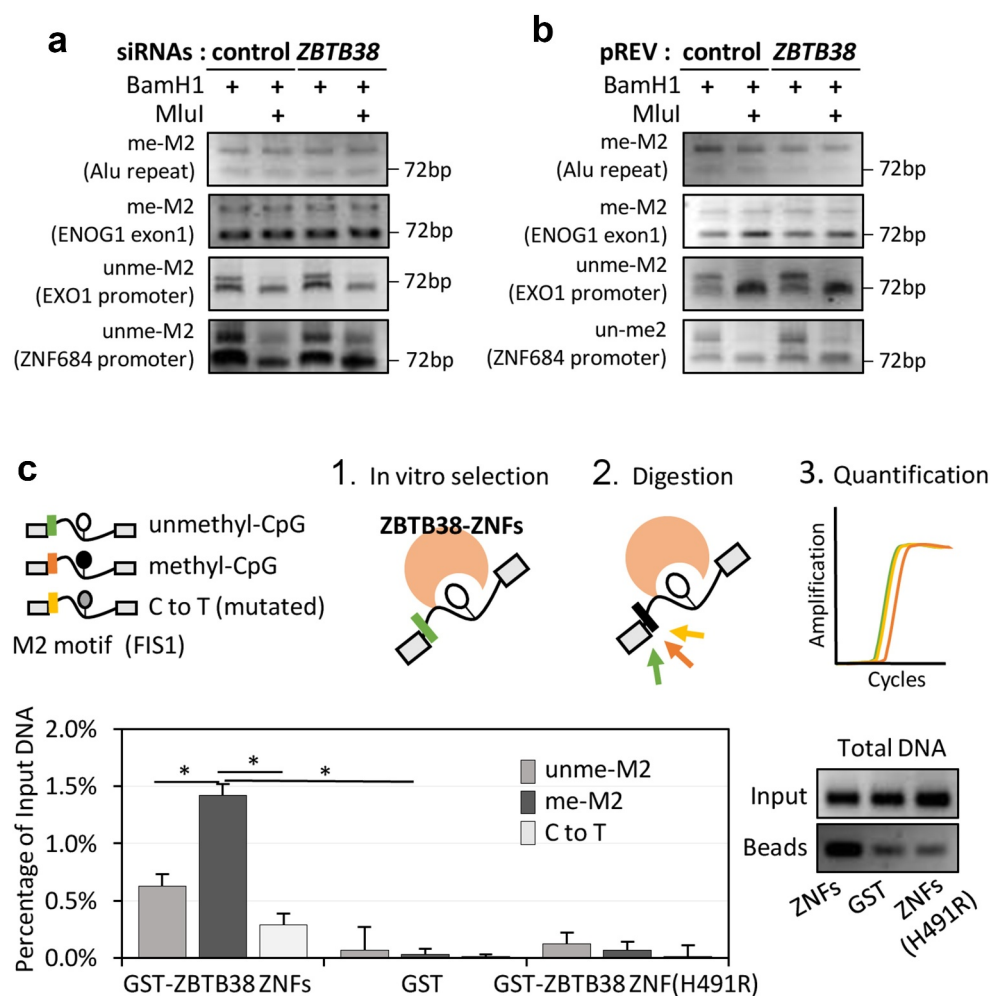 a
siRNAs : control ZBTB38
BamH1 + + + +
MluI + +
me-M2
(Alu repeat)
72bp
me-M2
(ENOG1 exon1)
72bp
unme-M2
(EXO1 promoter)
72bp
unme-M2
(ZNF684 promoter)
72bp
b
pREV : control ZBTB38
BamH1 + + + +
MluI + +
me-M2
(Alu repeat)
72bp
me-M2
(ENOG1 exon1)
72bp
unme-M2
(EXO1 promoter)
72bp
un-me2
(ZNF684 promoter)
72bp
c
unmethyl-CpG
methyl-CpG
C to T (mutated)
M2 motif (FIS1)
1. In vitro selection
ZBTB38-ZNFs
2. Digestion
3. Quantification
Amplification
Cycles
Percentage of Input DNA
2.0%
1.5%
1.0%
0.5%
0.0%
* * *
unme-M2
me-M2
C to T
GST-ZBTB38 ZNFs GST GST-ZBTB38 ZNF(H491R)
Total DNA
Input
Beads
ZNFs
GST
ZNFs
(H491R)